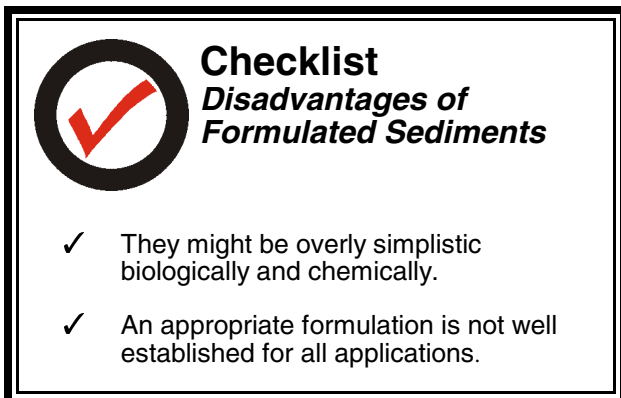 Checklist
Disadvantages of
Formulated Sediments
✓ They might be overly simplistic
biologically and chemically.
✓ An appropriate formulation is not well
established for all applications.